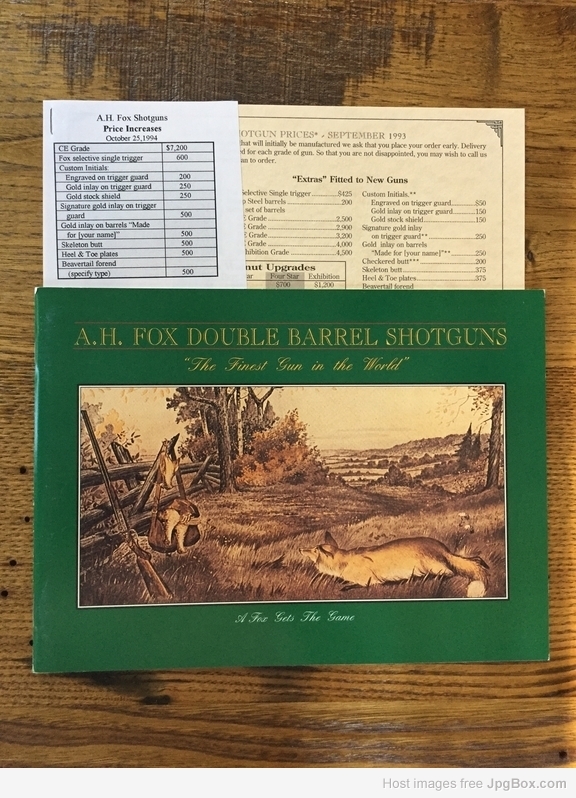 A.H. Fox Shotguns
Price Increases
October 25,1994
CE Grade $7,200
Fox selective single trigger 600
Custom Initials:
Engraved on trigger guard 200
Gold inlay on trigger guard 250
Gold stock shield 250
Signature gold inlay on trigger
guard 500
Gold inlay on barrels "Made
for [your name]" 500
Skeleton butt 500
Heel & Toe plates 500
Beavertail forend
(specify type) 500
OTGUN PRICES* - SEPTEMBER 1993
hat will initially be manufactured we ask that you place your order early. Delivery
ed for each grade of gun. So that you are not disappointed, you may wish to call us
an to order.
"Extras" Fitted to New Guns
Selective Single trigger $425
Steel barrels 200
set of barrels
Grade 2,500
Grade 2,900
Grade 3,200
Grade 4,000
hibition Grade 4,500
Custom Initials.**
Engraved on trigger guard $50
Gold inlay on trigger guard 150
Gold stock shield 150
Signature gold inlay
on trigger guard** 250
Gold inlay on barrels
"Made for [your name]"** 250
Checkered butt*** 200
Skeleton butt 375
Heel & Toe plates 375
Beavertail forend
nut Upgrades
ar Four Star Exhibition
$700 $1,200
A.H. FOX DOUBLE BARREL SHOTGUNS
"The Finest Gun in the World"
A Fox Gets The Game
Host images free JpgBox.com